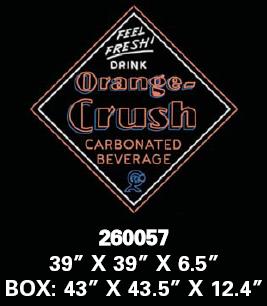 FEEL
FRESH!
DRINK
Orange-
Crush
CARBONATED
BEVERAGE
260057
39” X 39” X 6.5”
BOX: 43” X 43.5” X 12.4”